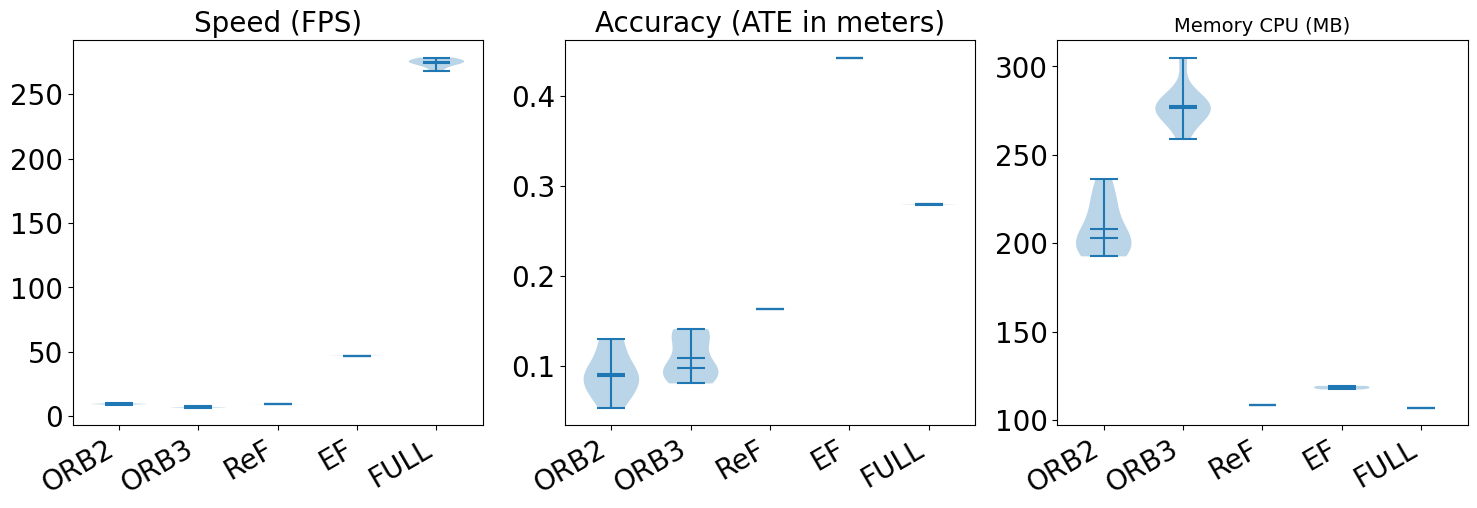 Speed (FPS)
250
200
150
100
50
0
ORB2
ORB3
ReF
EF
FULL
Accuracy (ATE in meters)
0.4
0.3
0.2
0.1
ORB2
ORB3
ReF
EF
FULL
Memory CPU (MB)
300
250
200
150
100
ORB2
ORB3
ReF
EF
FULL